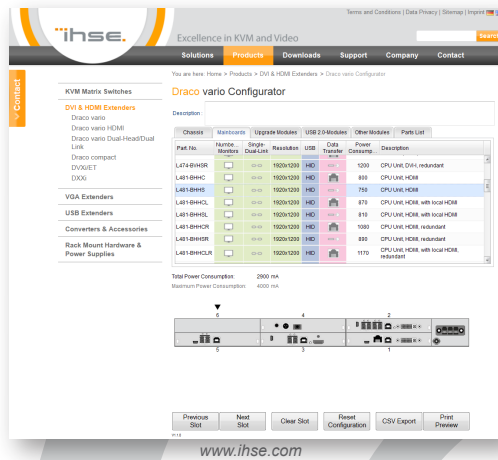 Terms and Conditions | Data Privacy | Sitemap | Imprint
ihse.
Excellence in KVM and Video
Search
Solutions Products Downloads Support Company Contact
You are here: Home > Products > DVI & HDMI Extenders > Draco vario Configurator
Contact
KVM Matrix Switches
DVI & HDMI Extenders
Draco vario
Draco vario HDMI
Draco vario Dual-Head/Dual
Link
Draco compact
DVX/ET
DXXi
VGA Extenders
USB Extenders
Converters & Accessories
Rack Mount Hardware &
Power Supplies
Draco vario Configurator
Description:
Chassis Mainboards Upgrade Modules USB 2.0-Modules Other Modules Parts List
Part. No. Numbe... Monitors Single- Dual-Link Resolution USB Data Transfer Power Consump... Description
L474-BVHSR 1920x1200 HID 1200 CPU Unit, DVI-I, redundant
L481-BHHC 1920x1200 HID 800 CPU Unit, HDMI
L481-BHHS 1920x1200 HID 750 CPU Unit, HDMI
L481-BHHCL 1920x1200 HID 870 CPU Unit, HDMI, with local HDMI
L481-BHHSL 1920x1200 HID 810 CPU Unit, HDMI, with local HDMI
L481-BHHCR 1920x1200 HID 1080 CPU Unit, HDMI, redundant
L481-BHHSR 1920x1200 HID 890 CPU Unit, HDMI, redundant
L481-BHHCLR 1920x1200 HID 1170 CPU Unit, HDMI, with local HDMI,
redundant
Total Power Consumption: 2900 mA
Maximum Power Consumption: 4000 mA
6 4 2
5 3 1
Previous Slot Next Slot Clear Slot Reset Configuration CSV Export Print Preview
www.ihse.com